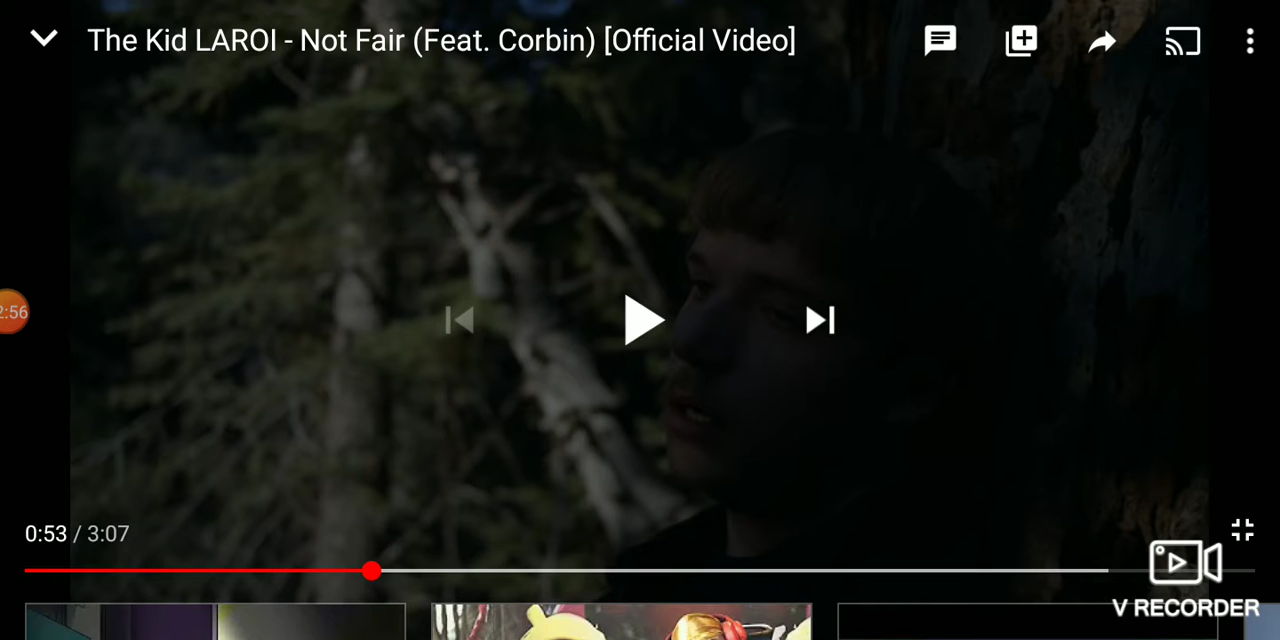 The Kid LAROI - Not Fair (Feat. Corbin) [Official Video]
2:56
0:53 / 3:07
V RECORDER